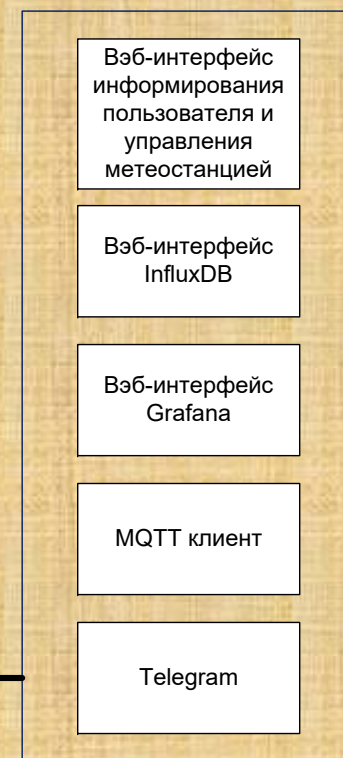 Вэб-интерфейс
информирования
пользователя и
управления
метеостанцией
Вэб-интерфейс
InfluxDB
Вэб-интерфейс
Grafana
MQTT клиент
Telegram